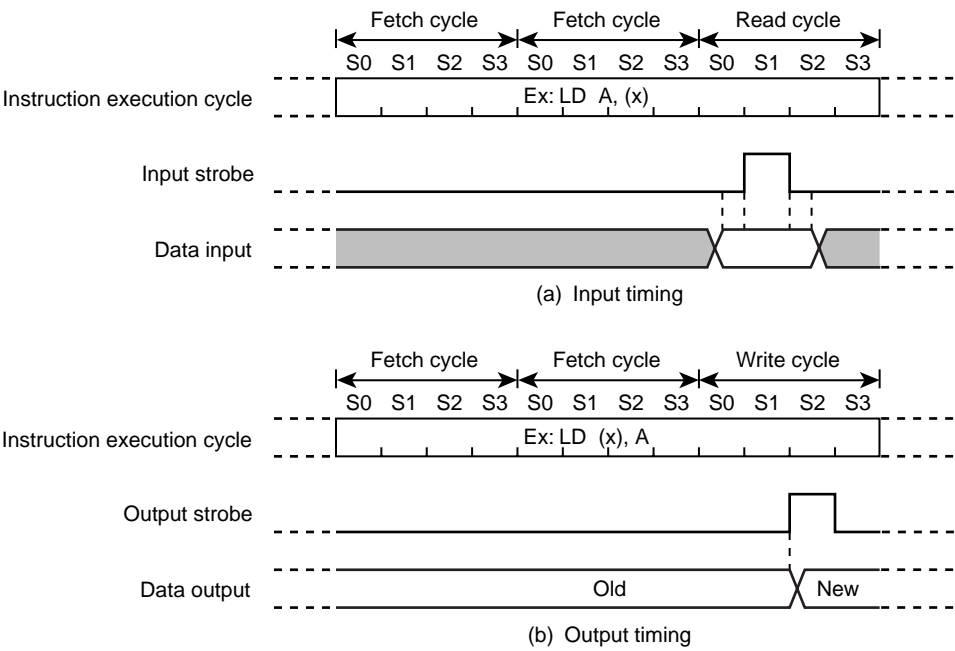 Fetch cycle Fetch cycle Read cycle
S0 S1 S2 S3 S0 S1 S2 S3 S0 S1 S2 S3
Instruction execution cycle Ex: LD A, (x)
Input strobe
Data input
(a) Input timing
Fetch cycle Fetch cycle Write cycle
S0 S1 S2 S3 S0 S1 S2 S3 S0 S1 S2 S3
Instruction execution cycle Ex: LD (x), A
Output strobe
Data output Old New
(b) Output timing